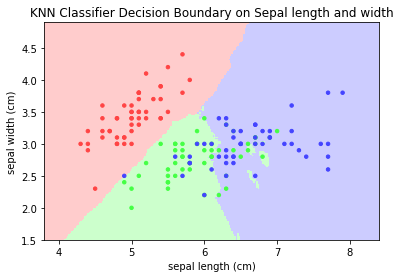 KNN Classifier Decision Boundary on Sepal length and width
4.5
4.0
3.5
3.0
2.5
2.0
1.5
sepal width (cm)
4 5 6 7 8
sepal length (cm)